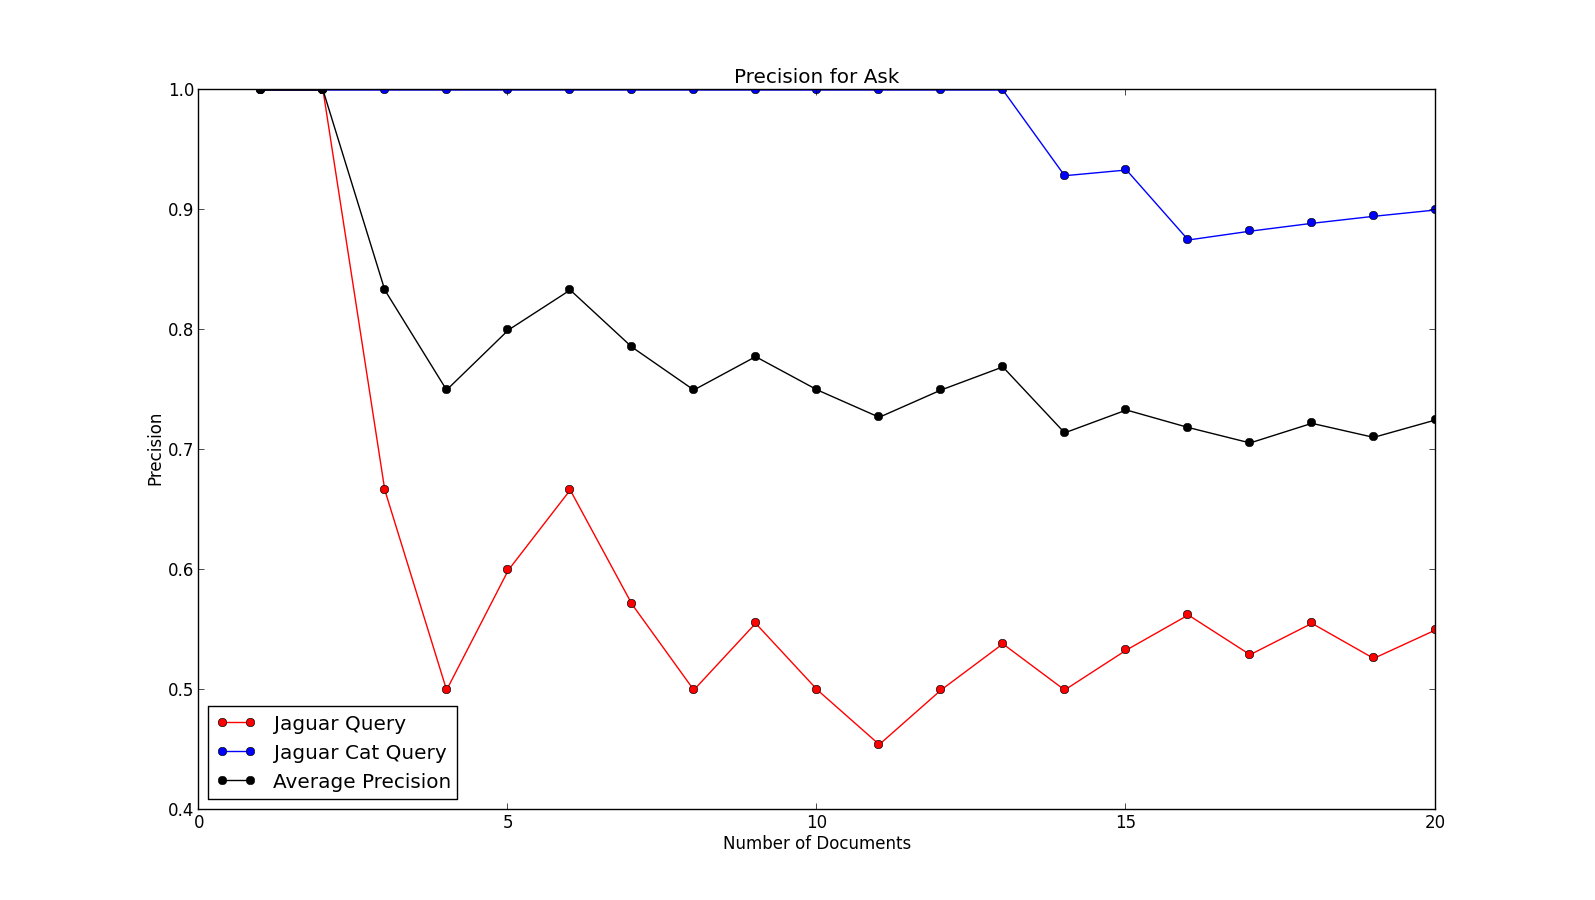 Precision for Ask
1.0
0.9
0.8
0.7
0.6
0.5
0.4
Precision
Jaguar Query
Jaguar Cat Query
Average Precision
0 5 10 15 20
Number of Documents